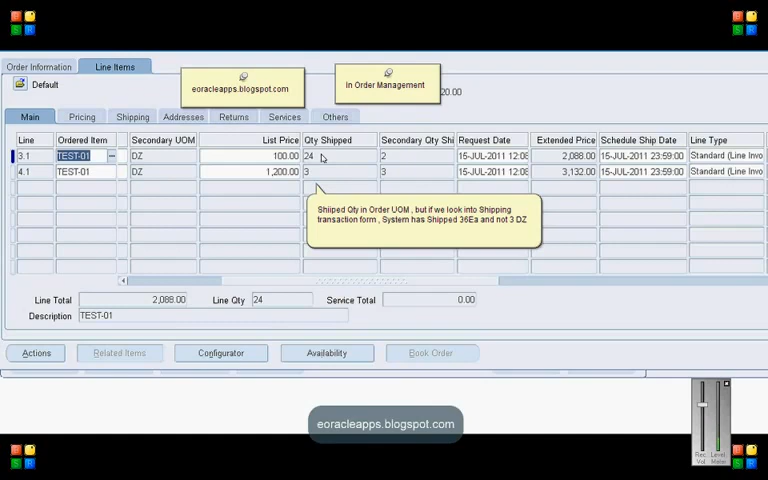 Order Information Line Items
eoracleapps.blogspot.com
In Order Management
Default
20.00
Main Pricing Shipping Addresses Returns Services Others
Line Ordered Item Secondary UOM List Price Qty Shipped Secondary Qty Shi Request Date Extended Price Schedule Ship Date Line Type
3.1 TEST-01 DZ 100.00 24 2 15-JUL-2011 12:08 2,088.00 15-JUL-2011 23:59:00 Standard (Line Invo
4.1 TEST-01 DZ 1,200.00 3 3 15-JUL-2011 12:08 3,132.00 15-JUL-2011 23:59:00 Standard (Line Invo
Shiiped Qty in Order UOM , but if we look into Shipping
transaction form , System has Shipped 36Ea and not 3 DZ
Line Total 2,088.00 Line Qty 24 Service Total 0.00
Description TEST-01
Actions Related Items Configurator Availability Book Order
eoracleapps.blogspot.com
Rec Level
Vol Meter